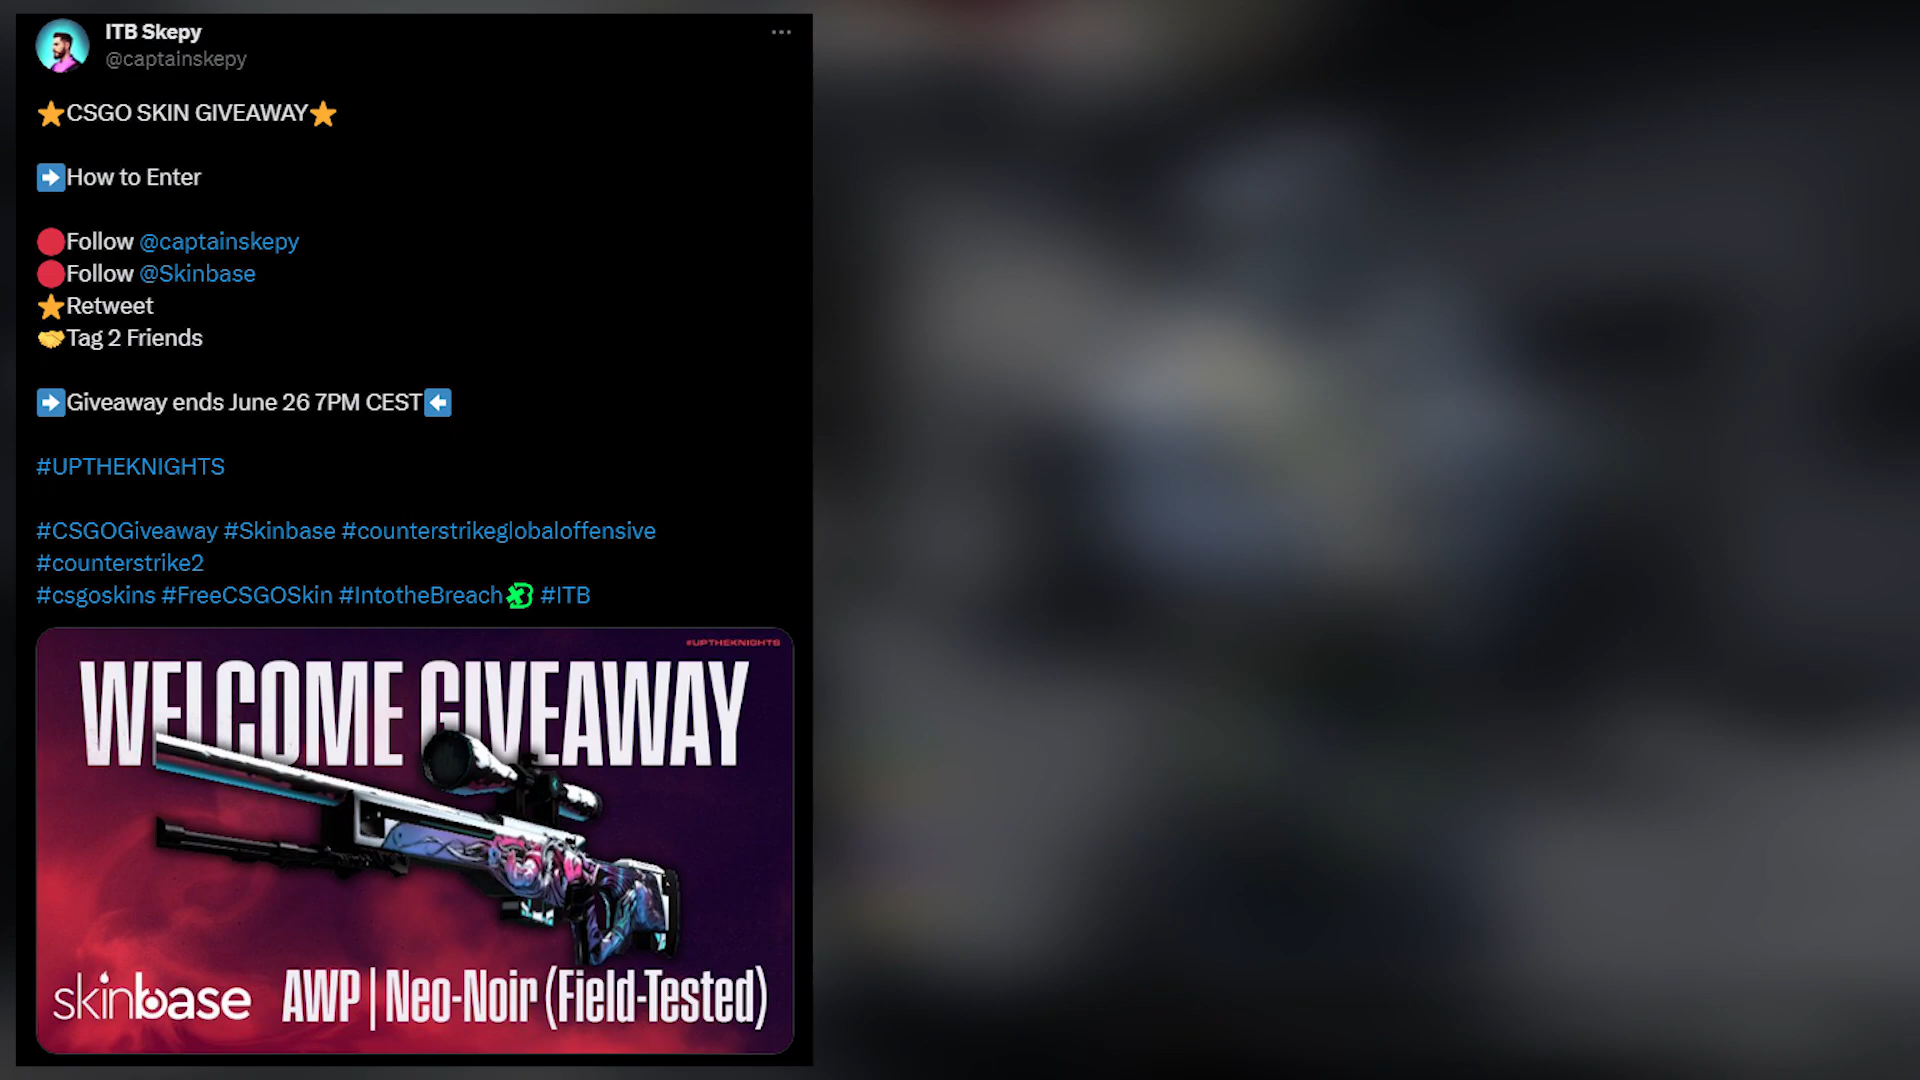 ITB Skepy
@captainskepy
⭐CSGO SKIN GIVEAWAY⭐
➡️How to Enter
🔴Follow @captainskepy
🔴Follow @Skinbase
⭐Retweet
🤝Tag 2 Friends
➡️Giveaway ends June 26 7PM CEST⬅️
#UPTHEKNIGHTS
#CSGOGiveaway #Skinbase #counterstrikeglobaloffensive
#counterstrike2
#csgoskins #FreeCSGOSkin #IntotheBreach #ITB
#UPTHEKNIGHTS
WELCOME GIVEAWAY
skinbase AWP | Neo-Noir (Field-Tested)